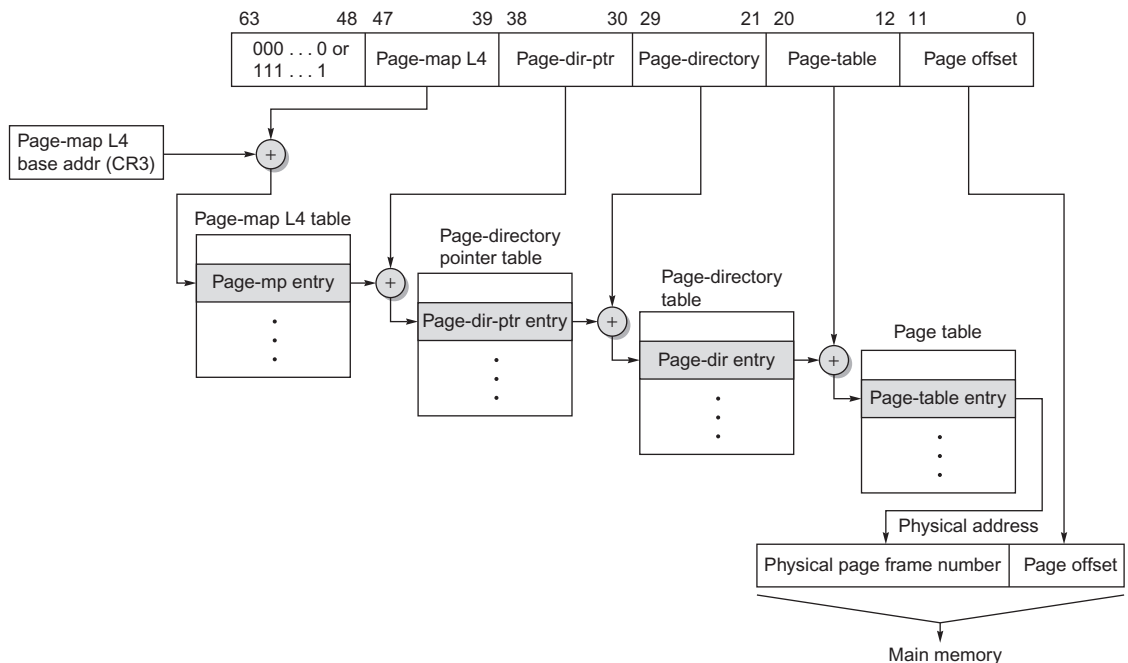 63 48 47 39 38 30 29 21 20 12 11 0
000 . . . 0 or
111 . . . 1
Page-map L4
Page-dir-ptr
Page-directory
Page-table
Page offset
Page-map L4
base addr (CR3)
+
Page-map L4 table
Page-mp entry
+
Page-directory
pointer table
Page-dir-ptr entry
+
Page-directory
table
Page-dir entry
+
Page table
Page-table entry
Physical address
Physical page frame number
Page offset
Main memory